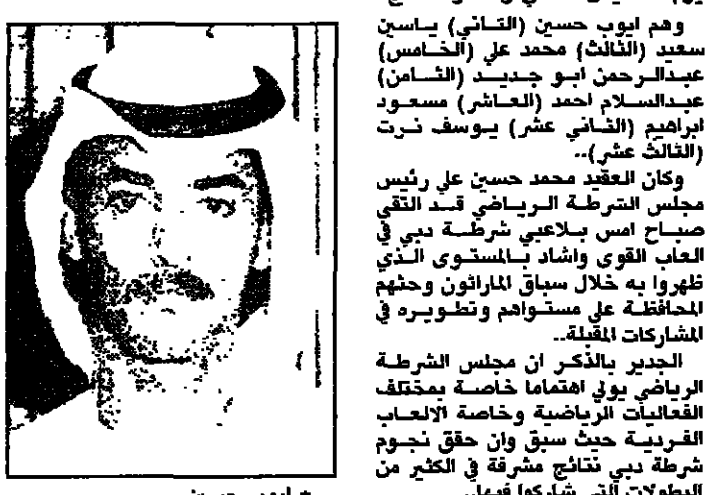 وهم ايوب حسين (الثاني) ياسين
سعيد (الثالث) محمد علي (الخامس)
عبدالرحمن ابو جديد (الثامن)
عبدالسلام احمد (العاشر) مسعود
ابراهيم (الثاني عشر) يوسف نرت
(الثالث عشر)..
وكان العقيد محمد حسين علي رئيس
مجلس الشرطة الرياضي قد التقى
صباح امس بلاعبي شرطة دبي في
العاب القوى واشاد بالمستوى الذي
ظهروا به خلال سباق الماراثون وحثهم
المحافظة على مستواهم وتطويره في
المشاركات المقبلة..
الجدير بالذكر ان مجلس الشرطة
الرياضي يولي اهتماما خاصة بمختلف
الفعاليات الرياضية وخاصة الالعاب
الفردية حيث سبق وان حقق نجوم
شرطة دبي نتائج مشرفة في الكثير من
البطولات التي شاركوا فيها..